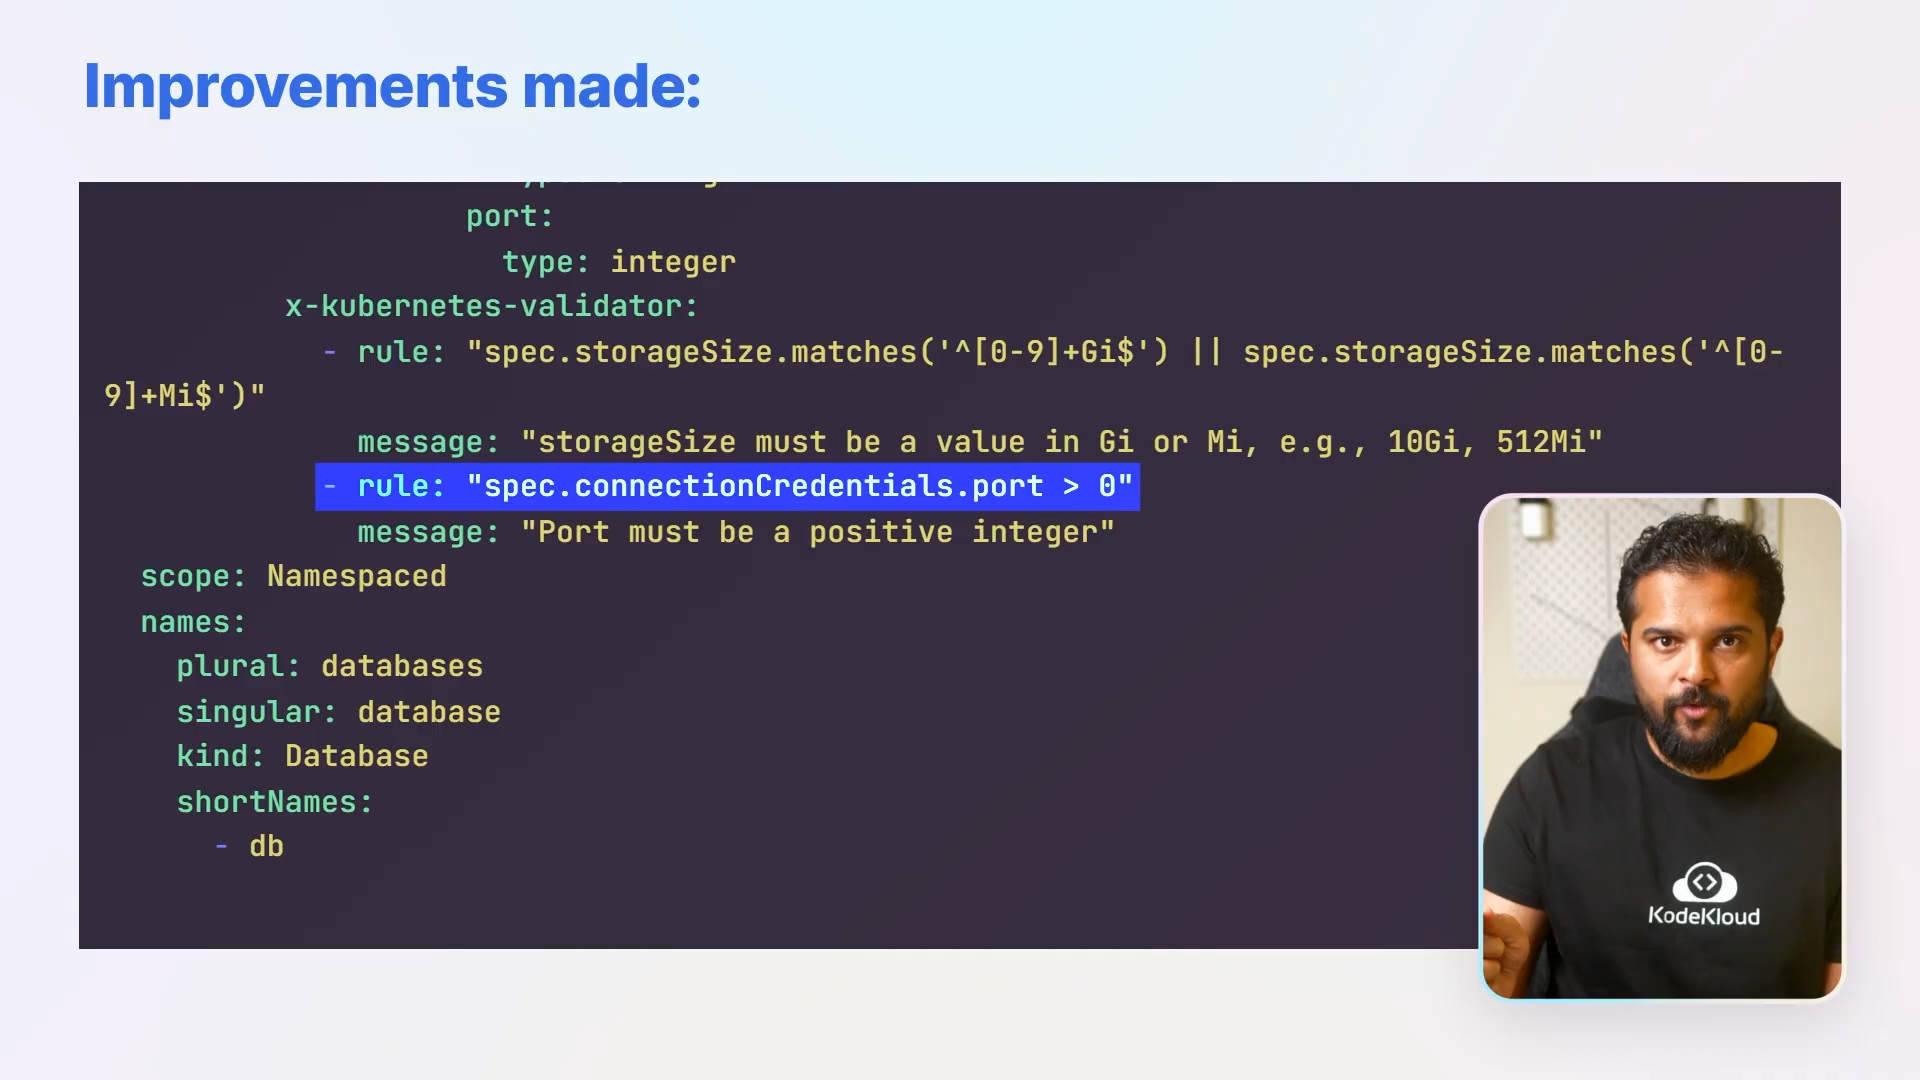 Improvements made:
port:
type: integer
x-kubernetes-validator:
- rule: "spec.storageSize.matches('^[0-9]+Gi$') || spec.storageSize.matches('^[0-
9]+Mi$')"
message: "storageSize must be a value in Gi or Mi, e.g., 10Gi, 512Mi"
- rule: "spec.connectionCredentials.port > 0"
message: "Port must be a positive integer"
scope: Namespaced
names:
plural: databases
singular: database
kind: Database
shortNames:
- db
KodeKloud